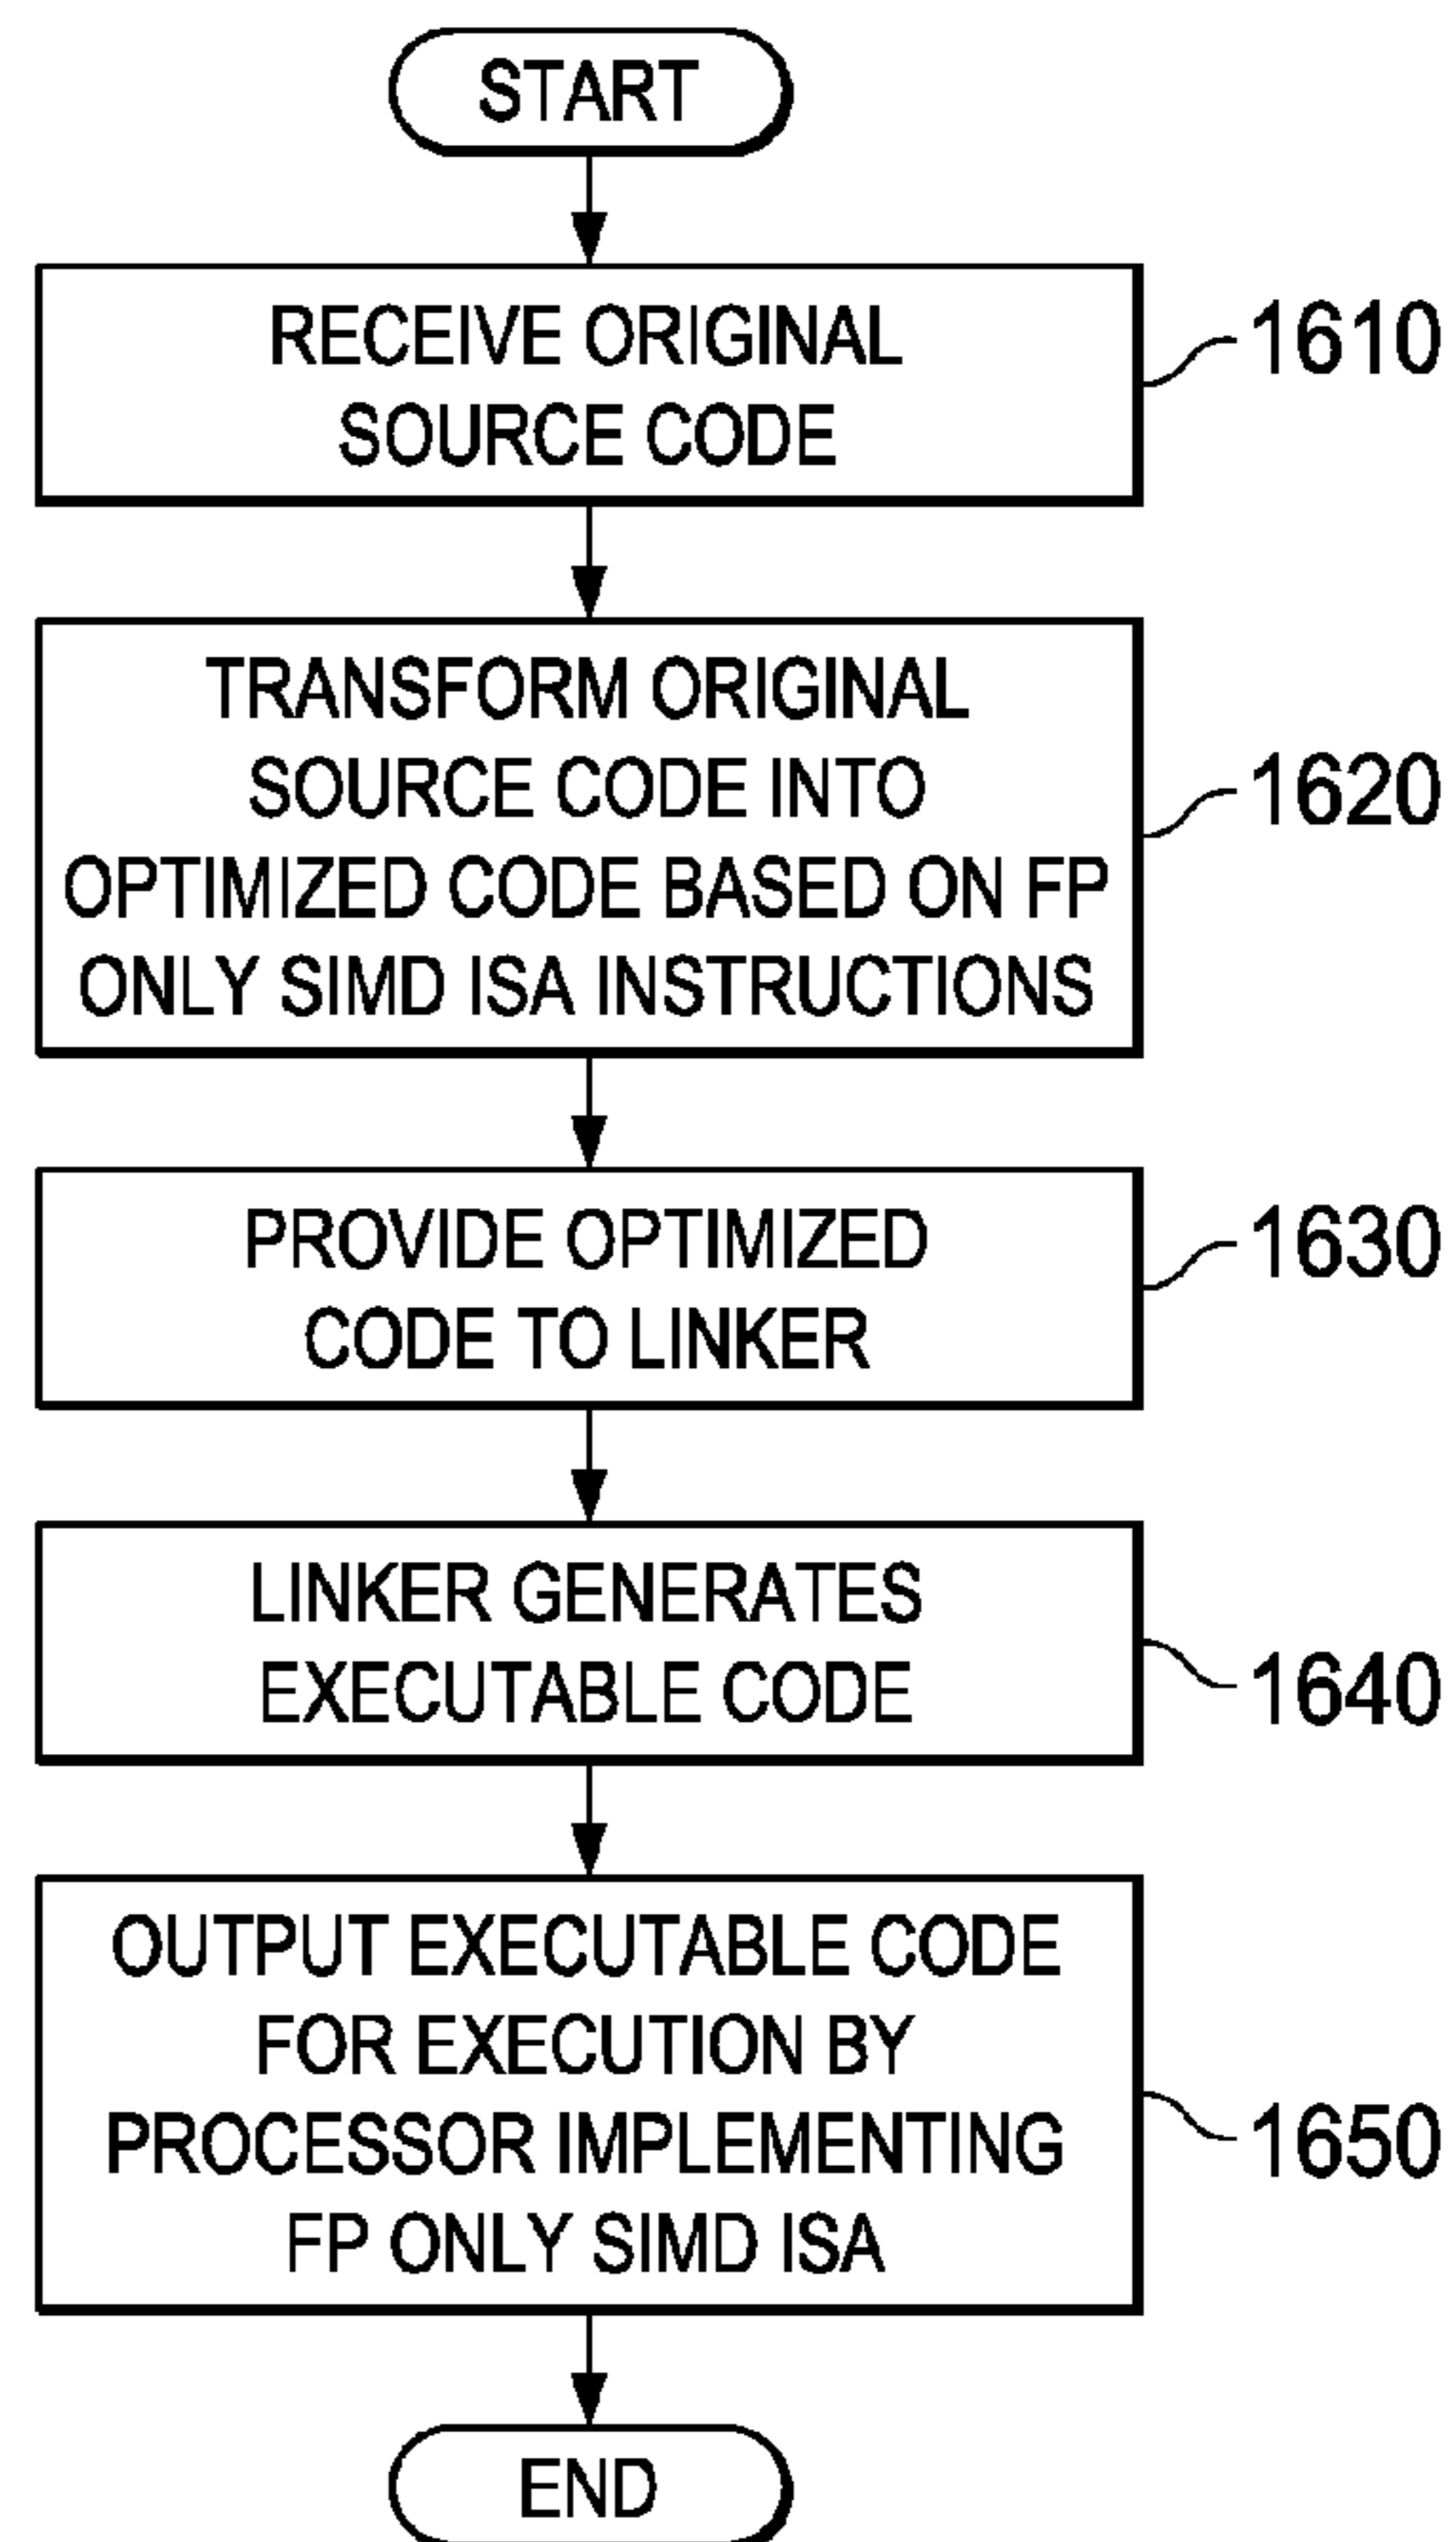 START
RECEIVE ORIGINAL
SOURCE CODE
1610
TRANSFORM ORIGINAL
SOURCE CODE INTO
OPTIMIZED CODE BASED ON FP
ONLY SIMD ISA INSTRUCTIONS
1620
PROVIDE OPTIMIZED
CODE TO LINKER
1630
LINKER GENERATES
EXECUTABLE CODE
1640
OUTPUT EXECUTABLE CODE
FOR EXECUTION BY
PROCESSOR IMPLEMENTING
FP ONLY SIMD ISA
1650
END